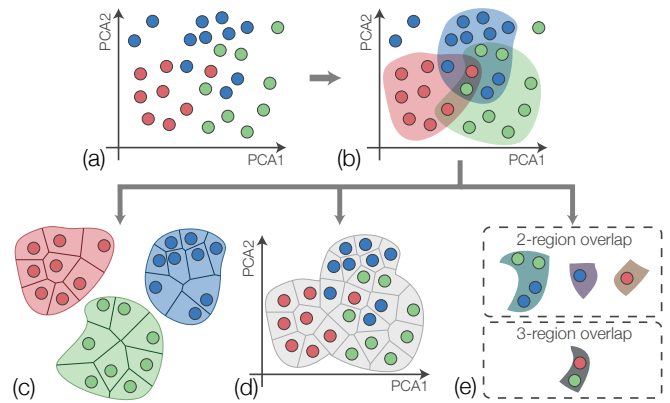 PCA2
PCA1
(a)
PCA2
PCA1
(b)
(c)
PCA2
PCA1
(d)
2-region overlap
3-region overlap
(e)